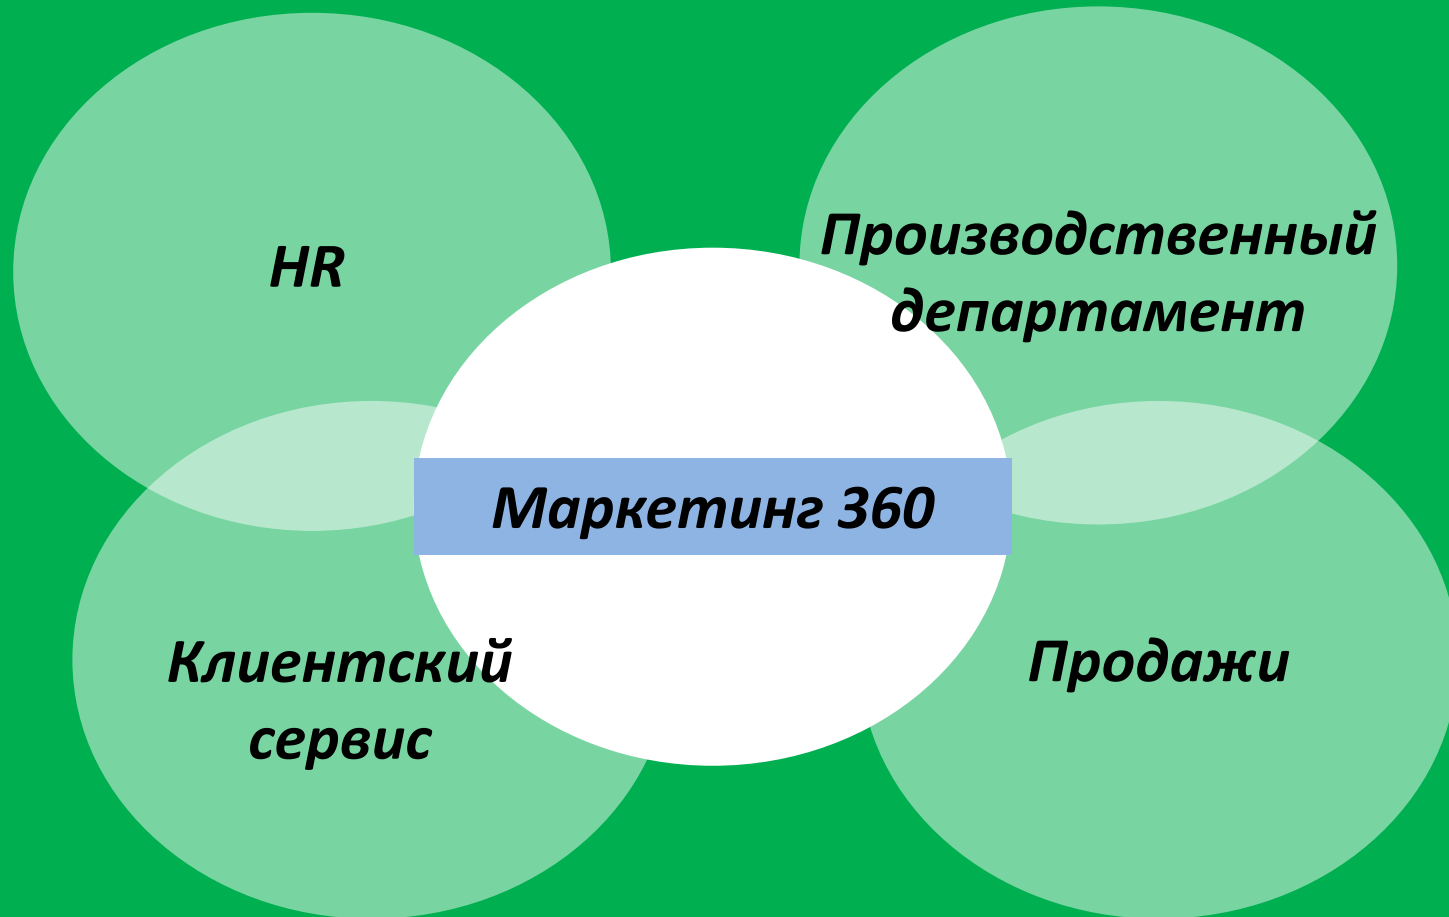 HR
Производственный
департамент
Маркетинг 360
Клиентский
сервис
Продажи